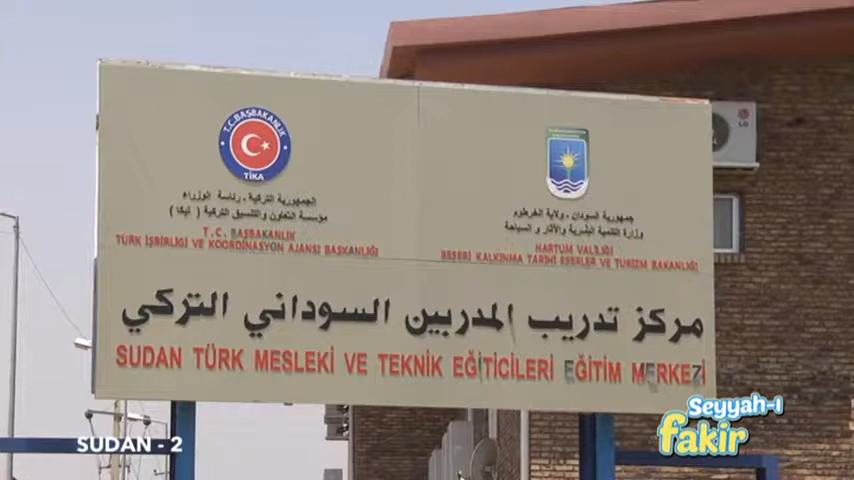 T.C. BAŞBAKANLIK
TİKA
الجمهورية التركية - رئاسة الوزراء
مؤسسة التعاون والتنسيق التركية ( تيكا )
T.C. BAŞBAKANLIK
TÜRK İŞBİRLİĞİ VE KOORDİNASYON AJANSI BAŞKANLIĞI
جمهورية السودان - ولاية الخرطوم
وزارة التنمية البشرية والآثار و السياحة
HARTUM VALİLİĞİ
BEŞERİ KALKINMA TARİHİ ESERLER VE TURİZM BAKANLIĞI
مركز تدريب المدربين السوداني التركي
SUDAN TÜRK MESLEKİ VE TEKNİK EĞİTİCİLERİ EĞİTİM MERKEZİ
LG
Seyyah-ı
fakir
SUDAN - 2